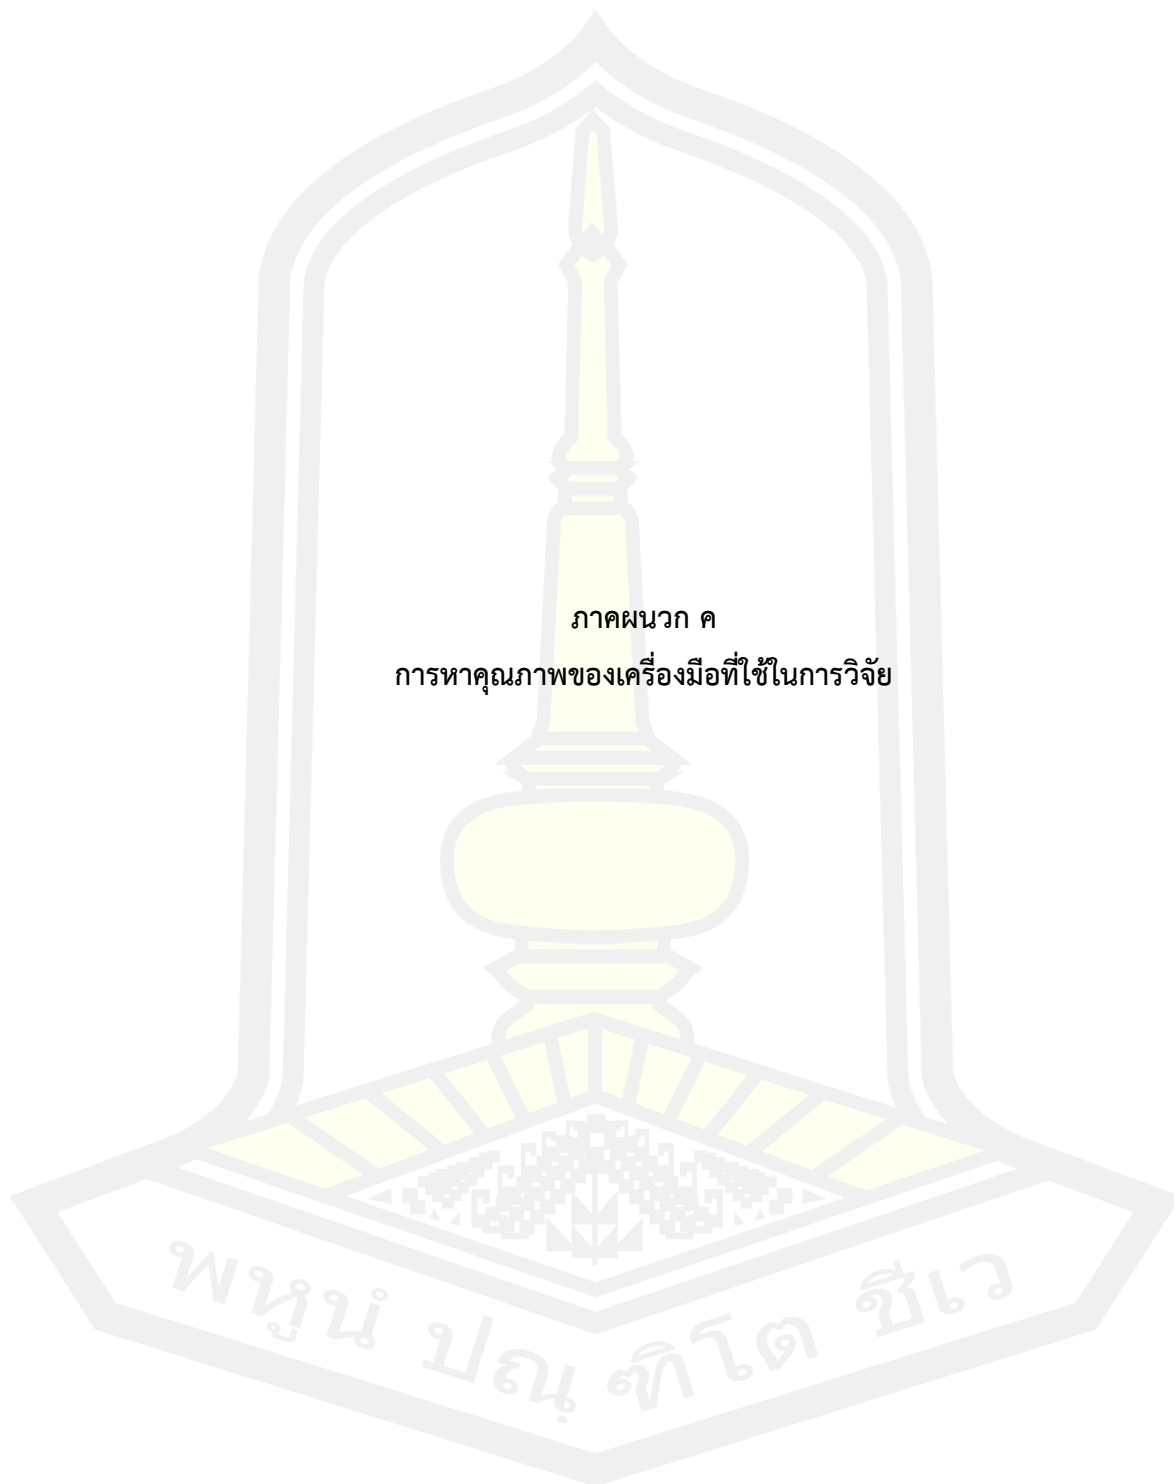 ภาคผนวก ค
การหาคุณภาพของเครื่องมือที่ใช้ในการวิจัย
พหูนํ ปณฺฑิโต ชีเว